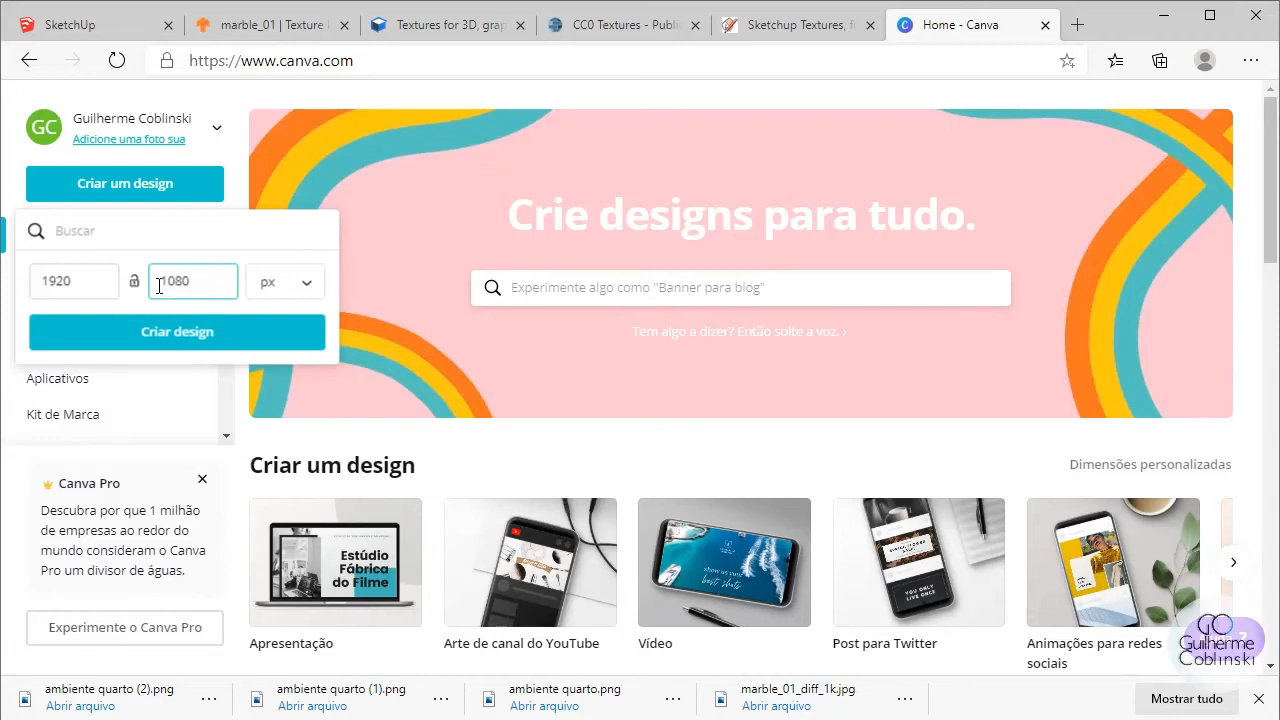 SketchUp
marble_01 | Texture
Textures for 3D, grap
CC0 Textures - Publi
Sketchup Textures, f
Home - Canva
https://www.canva.com
GC
Guilherme Coblinski
Adicione uma foto sua
Criar um design
Buscar
1920
1080
px
Criar design
Aplicativos
Kit de Marca
Canva Pro
Descubra por que 1 milhão
de empresas ao redor do
mundo consideram o Canva
Pro um divisor de águas.
Experimente o Canva Pro
Crie designs para tudo.
Experimente algo como "Banner para blog"
Tem algo a dizer? Então solte a voz. ›
Criar um design
Dimensões personalizadas
Estúdio
Fábrica
do Filme
show us your
best shots
YOU ONLY
LIVE ONCE
Apresentação
Arte de canal do YouTube
Vídeo
Post para Twitter
Animações para redes
sociais
GC
Guilherme
Coblinski
ambiente quarto (2).png
Abrir arquivo
ambiente quarto (1).png
Abrir arquivo
ambiente quarto.png
Abrir arquivo
marble_01_diff_1k.jpg
Abrir arquivo
Mostrar tudo